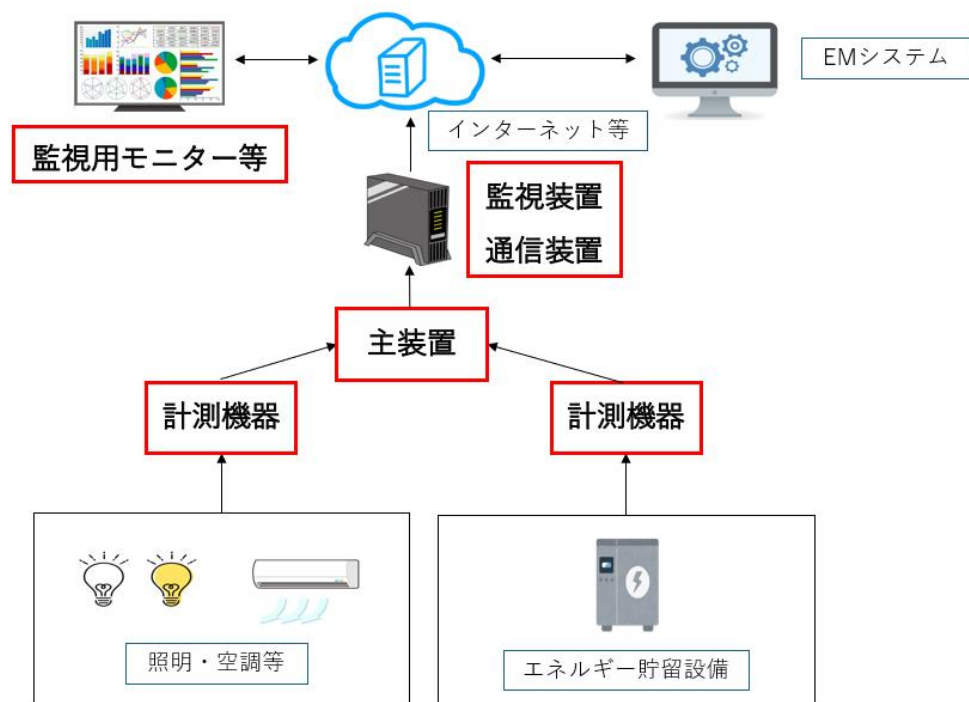 EMシステム
インターネット等
監視用モニター等
監視装置
通信装置
主装置
計測機器
計測機器
照明・空調等
エネルギー貯留設備